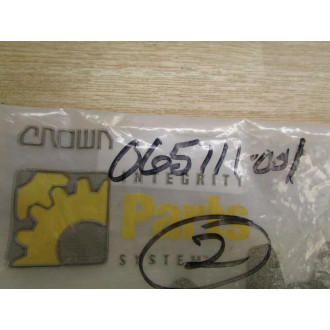 CROWN
065111-001
INTEGRITY
Parts
SYSTEM
2